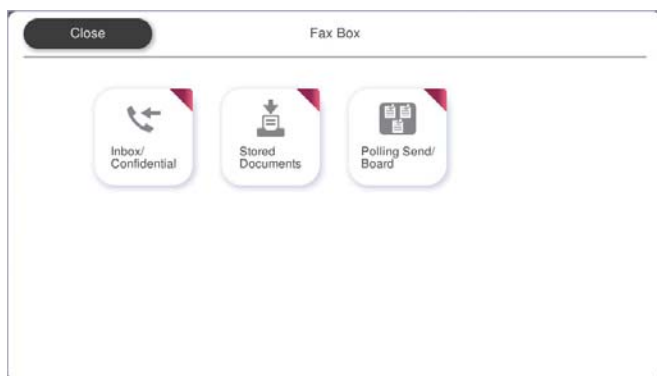 Close
Fax Box
Inbox/
Confidential
Stored
Documents
Polling Send/
Board